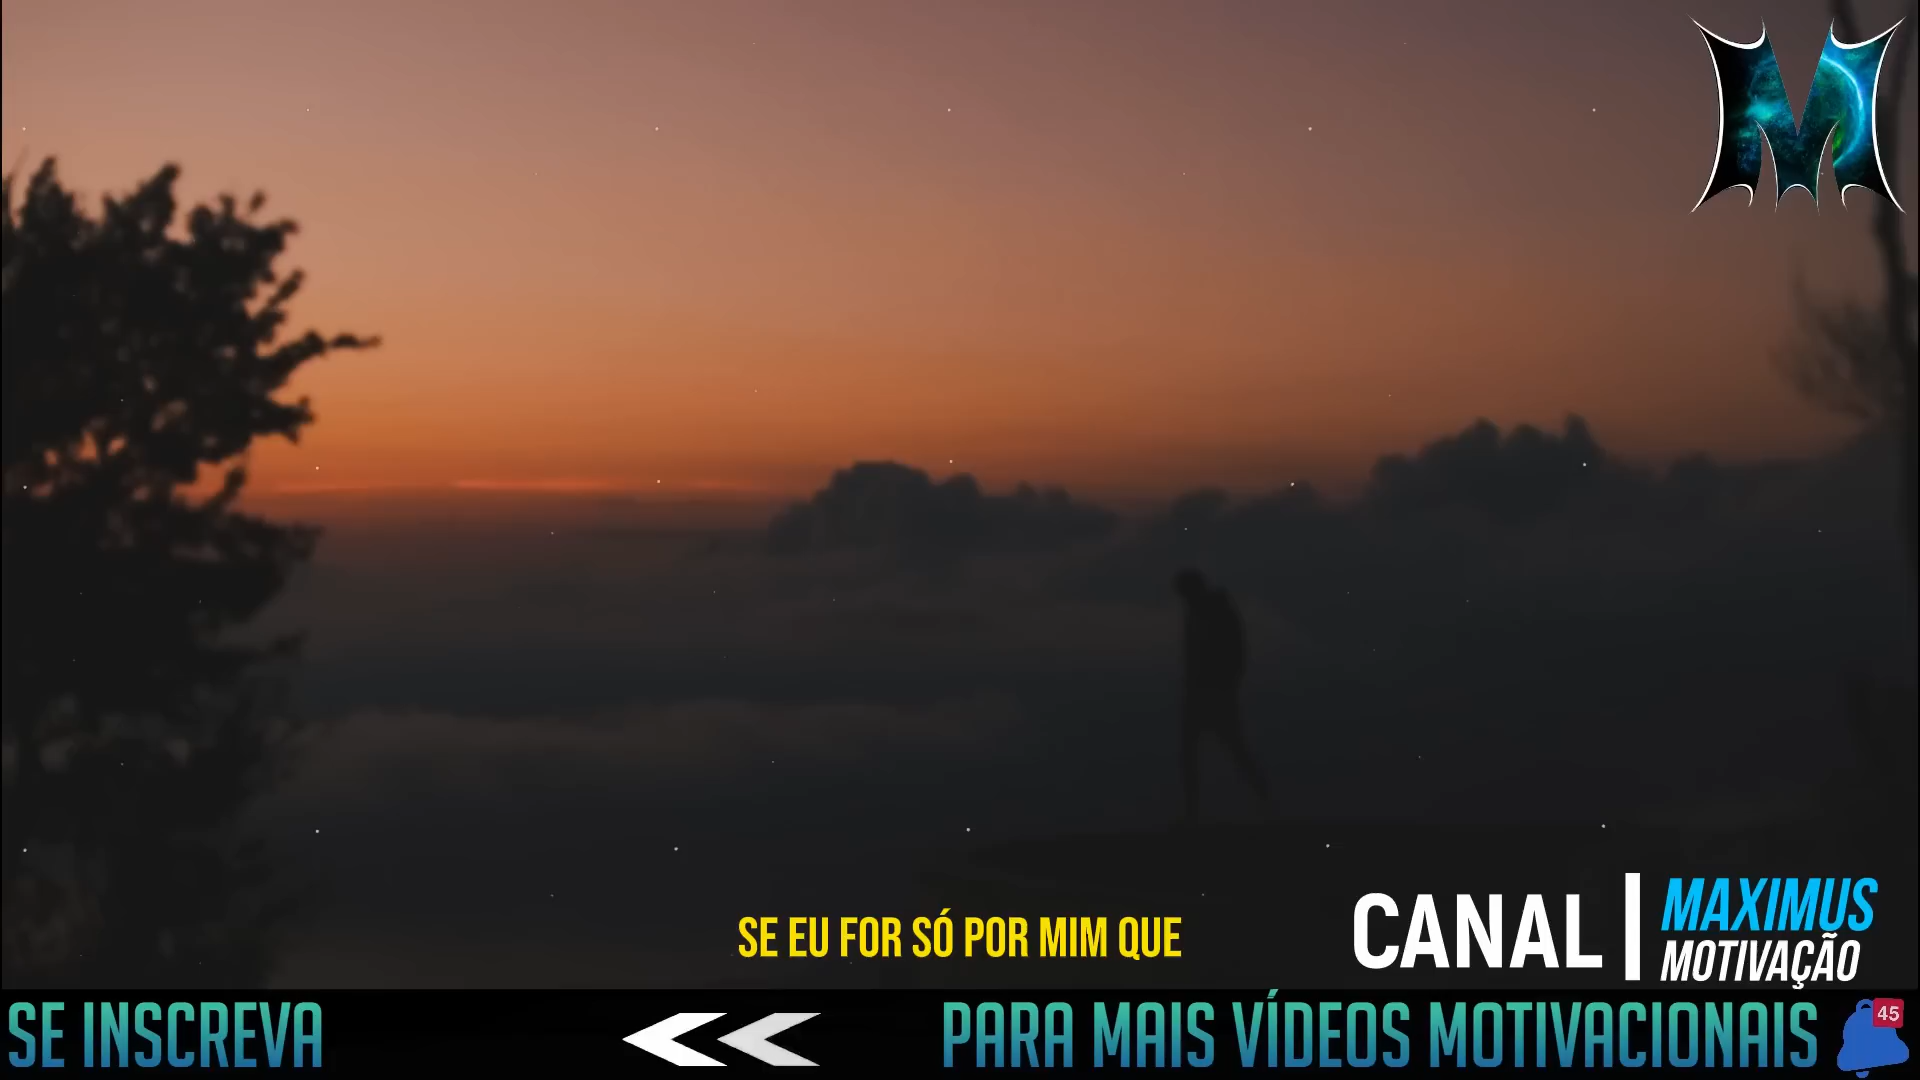 M
SE EU FOR SÓ POR MIM QUE
CANAL
MAXIMUS
MOTIVAÇÃO
SE INSCREVA
PARA MAIS VÍDEOS MOTIVACIONAIS
45